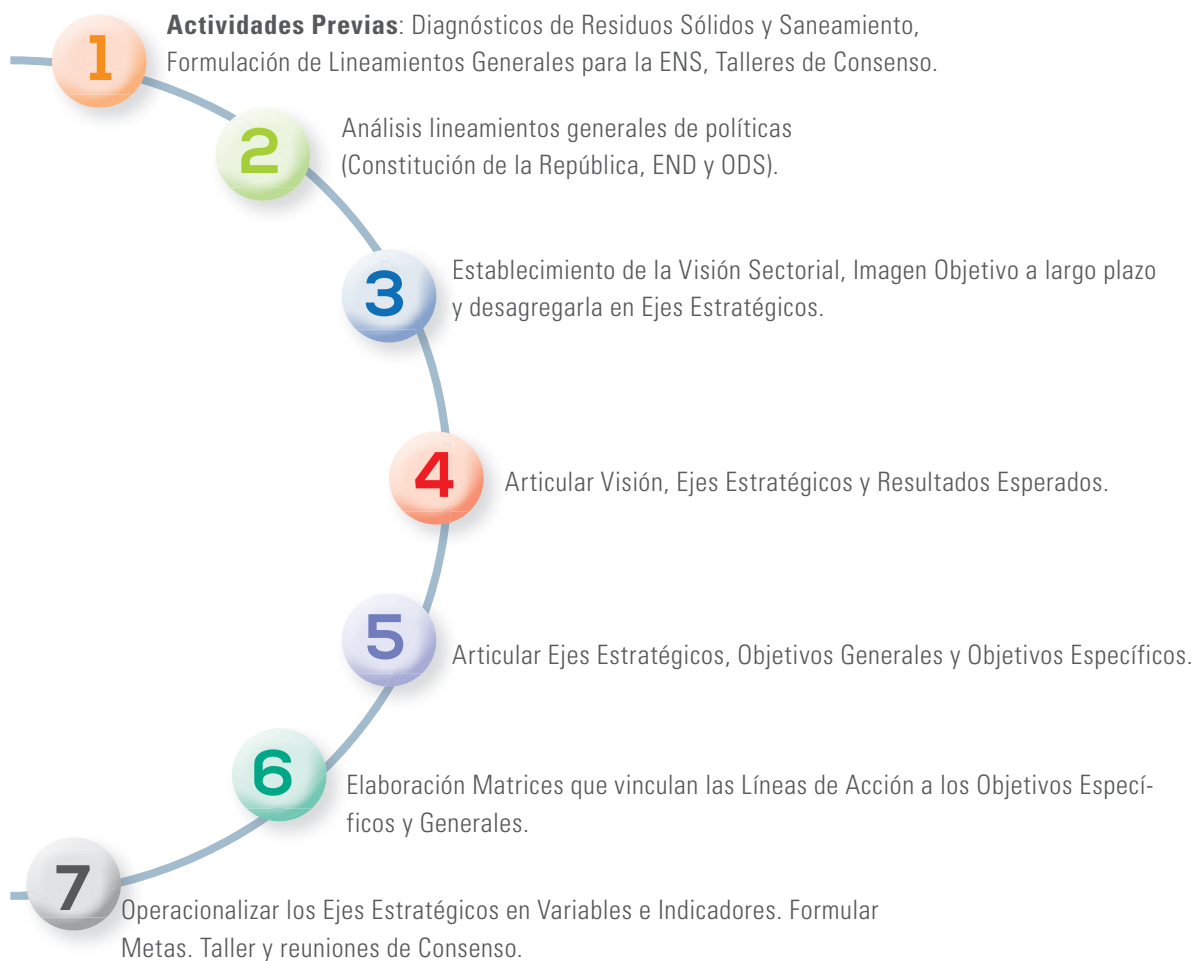 1
Actividades Previas: Diagnósticos de Residuos Sólidos y Saneamiento,
Formulación de Lineamientos Generales para la ENS, Talleres de Consenso.
2
Análisis lineamientos generales de políticas
(Constitución de la República, END y ODS).
3
Establecimiento de la Visión Sectorial, Imagen Objetivo a largo plazo
y desagregarla en Ejes Estratégicos.
4
Articular Visión, Ejes Estratégicos y Resultados Esperados.
5
Articular Ejes Estratégicos, Objetivos Generales y Objetivos Específicos.
6
Elaboración Matrices que vinculan las Líneas de Acción a los Objetivos Especí-
ficos y Generales.
7
Operacionalizar los Ejes Estratégicos en Variables e Indicadores. Formular
Metas. Taller y reuniones de Consenso.